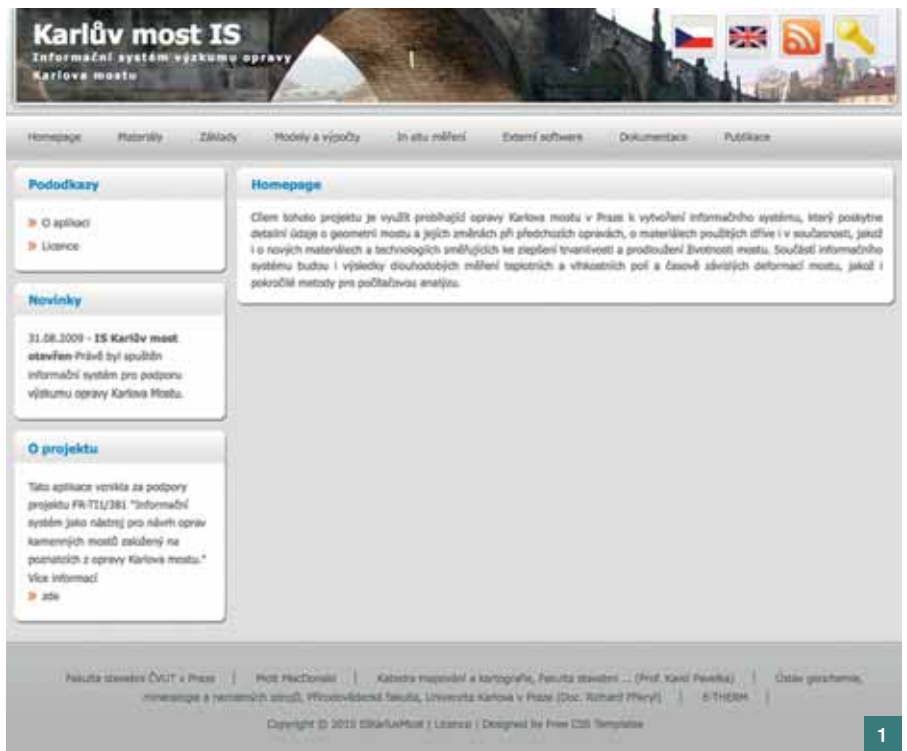 Karlův most IS
Informační systém výzkumu opravy
Karlova mostu
Homepage Materiály Základy Modely a výpočty In situ měření Externí software Dokumentace Publikace
Pododkazy
O aplikaci
Licence
Novinky
31.08.2009 - IS Karlův most
otevřen-Právě byl spuštěn
informační systém pro podporu
výzkumu opravy Karlova Mostu.
O projektu
Tato aplikace vznikla za podpory
projektu FR-TI1/381 "Informační
systém jako nástroj pro návrh oprav
kamenných mostů založený na
poznatcích z opravy Karlova mostu."
Více informací
zde
Homepage
Cílem tohoto projektu je využít probíhající opravy Karlova mostu v Praze k vytvoření informačního systému, který poskytne
detailní údaje o geometrii mostu a jejích změnách při předchozích opravách, o materiálech použitých dříve i v současnosti, jakož
i o nových materiálech a technologiích směřujících ke zlepšení trvanlivosti a prodloužení životnosti mostu. Součástí informačního
systému budou i výsledky dlouhodobých měření teplotních a vlhkostních polí a časově závislých deformací mostu, jakož i
pokročilé metody pro počítačovou analýzu.
Fakulta stavební ČVUT v Praze | Mott MacDonald | Katedra mapování a kartografie, Fakulta stavební ... (Prof. Karel Pavelka) | Ústav geochemie,
mineralogie a nerostných zdrojů, Přírodovědecká fakulta, Univerzita Karlova v Praze (Doc. Richard Přikryl) | E-THERM |
Copyright © 2010 ISKarluvMost | Licence | Designed by Free CSS Templates
1